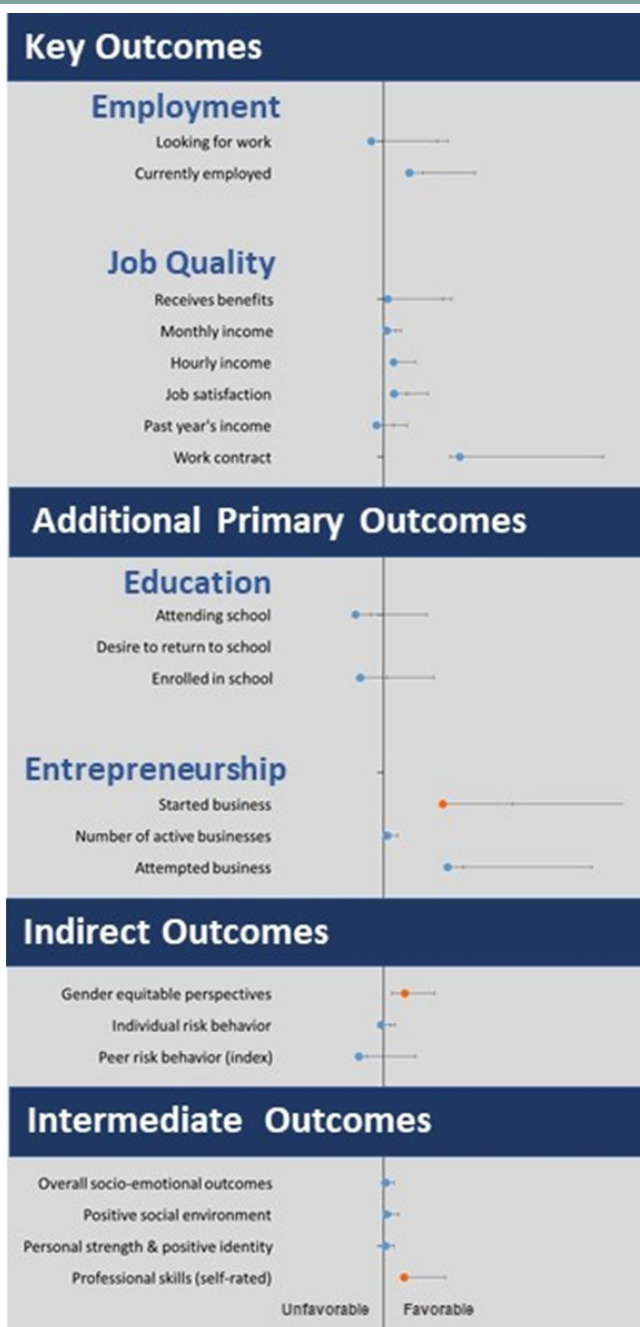 Key Outcomes
Employment
Looking for work
Currently employed
Job Quality
Receives benefits
Monthly income
Hourly income
Job satisfaction
Past year's income
Work contract
Additional Primary Outcomes
Education
Attending school
Desire to return to school
Enrolled in school
Entrepreneurship
Started business
Number of active businesses
Attempted business
Indirect Outcomes
Gender equitable perspectives
Individual risk behavior
Peer risk behavior (index)
Intermediate Outcomes
Overall socio-emotional outcomes
Positive social environment
Personal strength & positive identity
Professional skills (self-rated)
Unfavorable Favorable